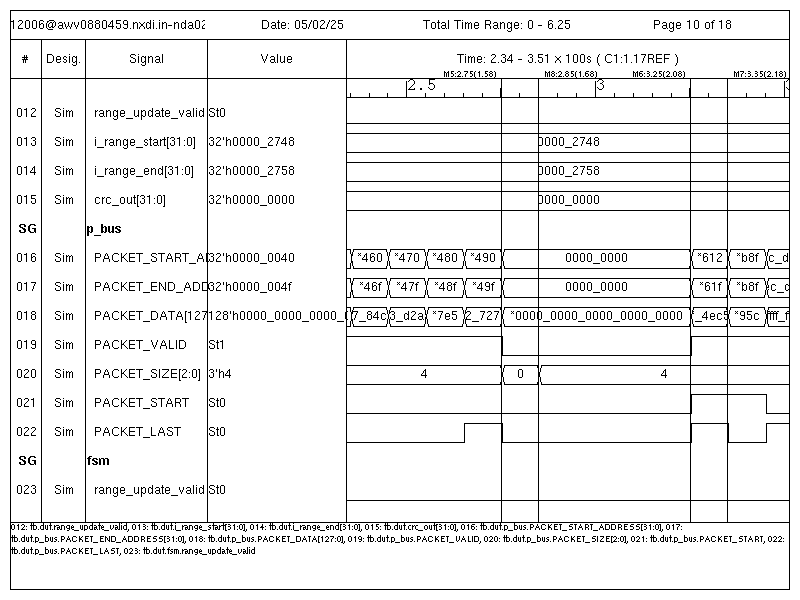 12006@awv0880459.nxdi.in-nda02 Date: 05/02/25 Total Time Range: 0 - 6.25 Page 10 of 18
# Desig. Signal Value Time: 2.34 - 3.51 x 100s ( C1:1.17REF )
M5:2.75(1.58) M8:2.85(1.68) M6:3.25(2.08) M7:3.35(2.18)
2.5 3
012 Sim range_update_valid St0
013 Sim i_range_start[31:0] 32'h0000_2748 0000_2748
014 Sim i_range_end[31:0] 32'h0000_2758 0000_2758
015 Sim crc_out[31:0] 32'h0000_0000 0000_0000
SG p_bus
016 Sim PACKET_START_A 32'h0000_0040 *460 *470 *480 *490 0000_0000 *612 *b8f c_d
017 Sim PACKET_END_ADD 32'h0000_004f *46f *47f *48f *49f 0000_0000 *61f *b8f
018 Sim PACKET_DATA[127 128'h0000_0000_0000_0 7_84c 3_d2a *7e5 2_727 *0000_0000_0000_0000_0000 _4ec5 *95c fff_f
019 Sim PACKET_VALID St1
020 Sim PACKET_SIZE[2:0] 3'h4 4 0 4
021 Sim PACKET_START St0
022 Sim PACKET_LAST St0
SG fsm
023 Sim range_update_valid St0
012: tb.dut.range_update_valid, 013: tb.dut.i_range_start[31:0], 014: tb.dut.i_range_end[31:0], 015: tb.dut.crc_out[31:0], 016: tb.dut.p_bus.PACKET_START_ADDRESS[31:0], 017:
tb.dut.p_bus.PACKET_END_ADDRESS[31:0], 018: tb.dut.p_bus.PACKET_DATA[127:0], 019: tb.dut.p_bus.PACKET_VALID, 020: tb.dut.p_bus.PACKET_SIZE[2:0], 021: tb.dut.p_bus.PACKET_START, 022:
tb.dut.p_bus.PACKET_LAST, 023: tb.dut.fsm.range_update_valid